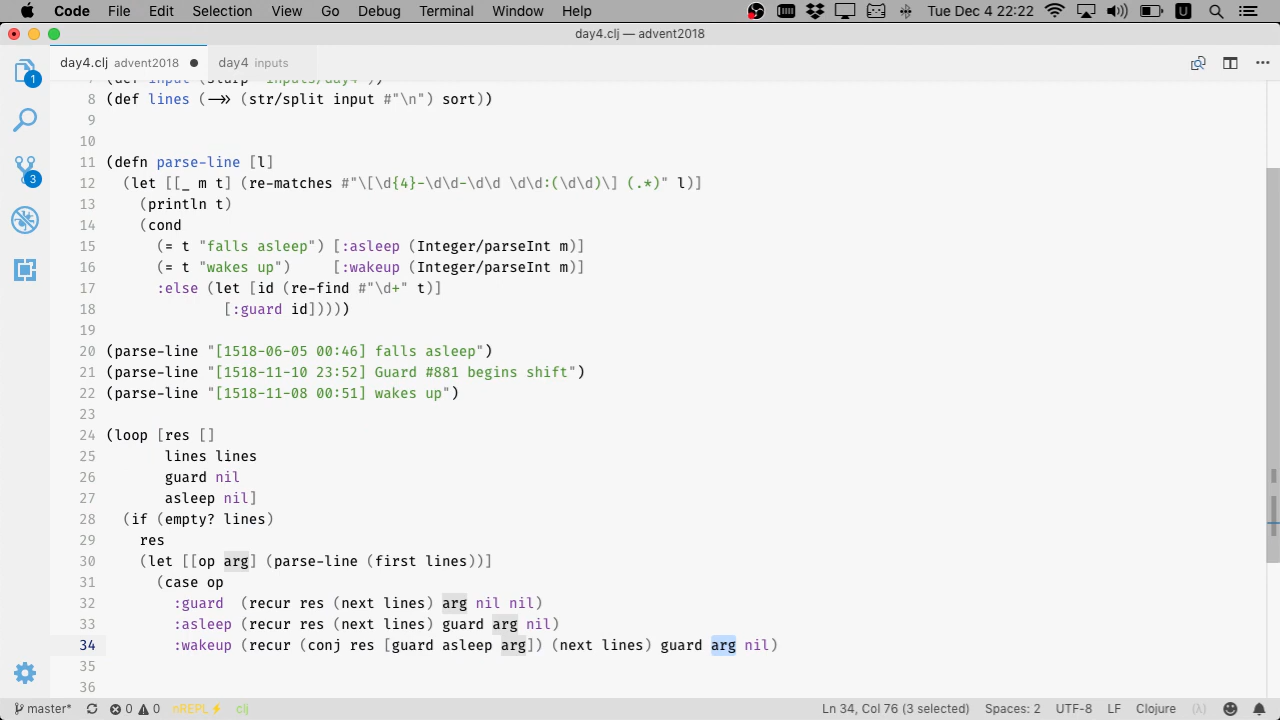 Code File Edit Selection View Go Debug Terminal Window Help Tue Dec 4 22:22 U
day4.clj — advent2018
day4.clj advent2018 day4 inputs
8 (def lines (->> (str/split input #"\n") sort))
9
10
11 (defn parse-line [l]
12 (let [[_ m t] (re-matches #"\[\d{4}-\d\d-\d\d \d\d:(\d\d)\] (.*)" l)]
13 (println t)
14 (cond
15 (= t "falls asleep") [:asleep (Integer/parseInt m)]
16 (= t "wakes up") [:wakeup (Integer/parseInt m)]
17 :else (let [id (re-find #"\d+" t)]
18 [:guard id]))))
19
20 (parse-line "[1518-06-05 00:46] falls asleep")
21 (parse-line "[1518-11-10 23:52] Guard #881 begins shift")
22 (parse-line "[1518-11-08 00:51] wakes up")
23
24 (loop [res []
25 lines lines
26 guard nil
27 asleep nil]
28 (if (empty? lines)
29 res
30 (let [[op arg] (parse-line (first lines))]
31 (case op
32 :guard (recur res (next lines) arg nil nil)
33 :asleep (recur res (next lines) guard arg nil)
34 :wakeup (recur (conj res [guard asleep arg]) (next lines) guard arg nil)
35
36
1
3
master* 0 0 nREPL clj Ln 34, Col 76 (3 selected) Spaces: 2 UTF-8 LF Clojure (λ)